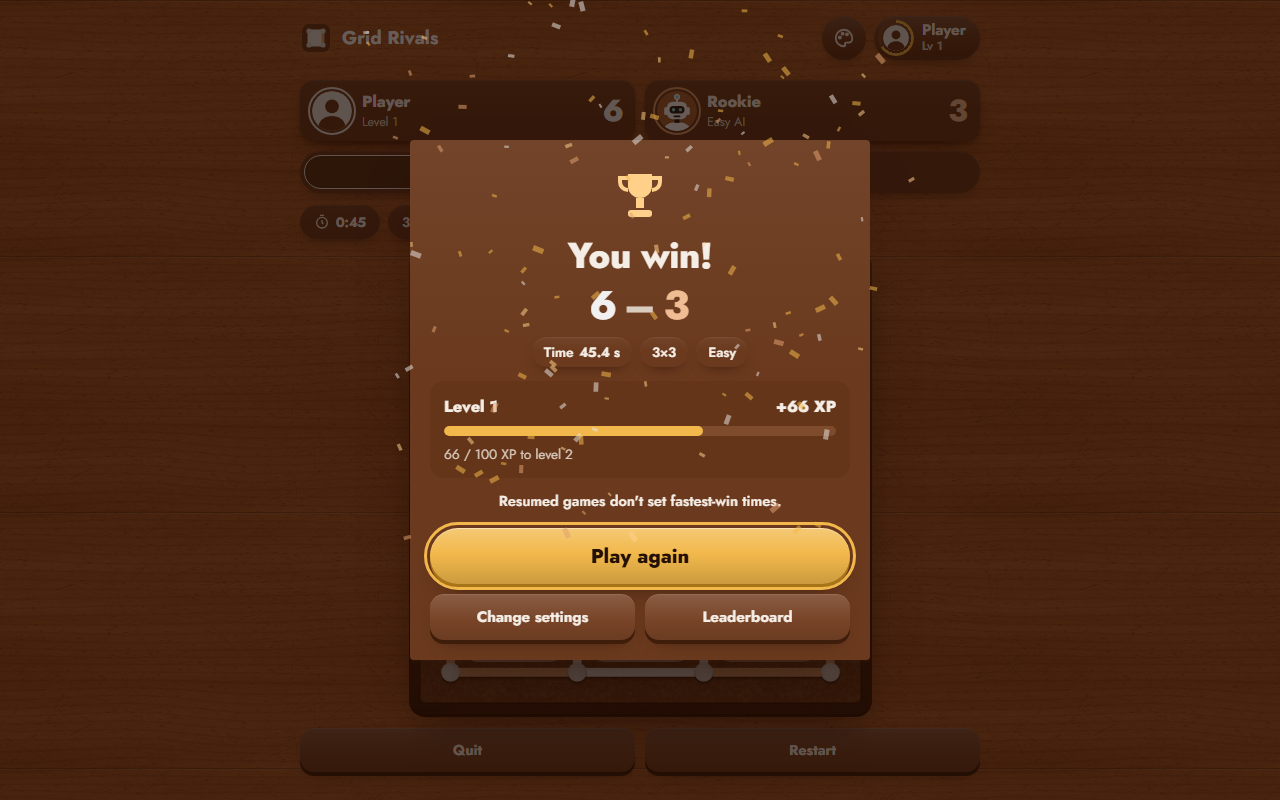 Grid Rivals
Player
Lv 1
Player
Level 1
6
Rookie
Easy AI
3
0:45
3
You win!
6 – 3
Time 45.4 s
3×3
Easy
Level 1
+66 XP
66 / 100 XP to level 2
Resumed games don't set fastest-win times.
Play again
Change settings
Leaderboard
Quit
Restart